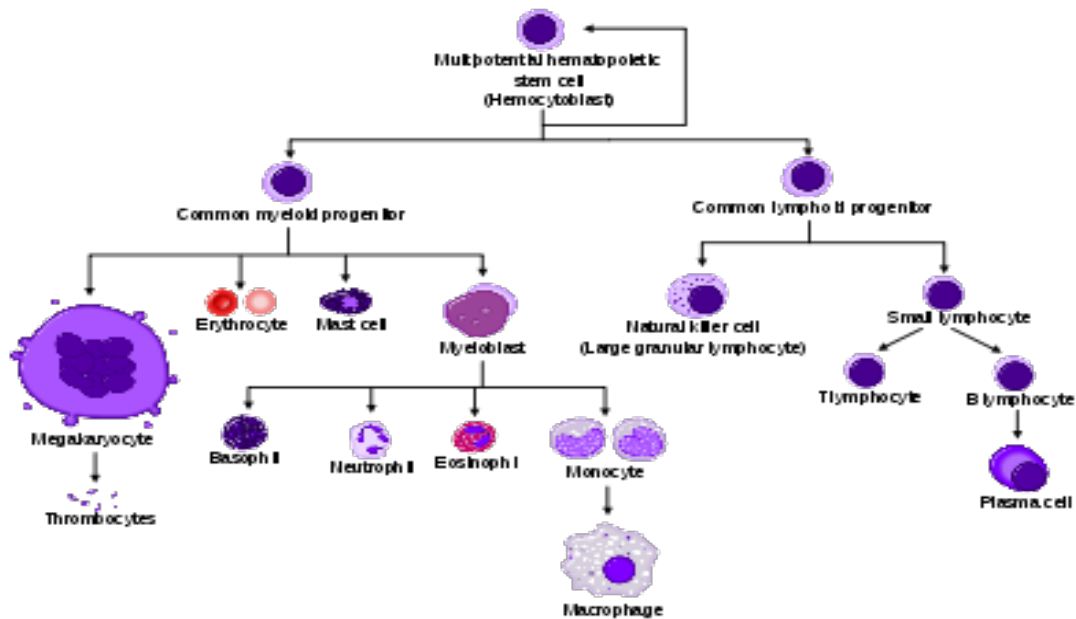 Multipotential hematopoietic
stem cell
(Hemocytoblast)
Common myeloid progenitor
Common lymphoid progenitor
Erythrocyte
Mast cell
Myeloblast
Natural killer cell
(Large granular lymphocyte)
Small lymphocyte
T lymphocyte
B lymphocyte
Megakaryocyte
Basophil
Neutrophil
Eosinophil
Monocyte
Plasma cell
Thrombocytes
Macrophage